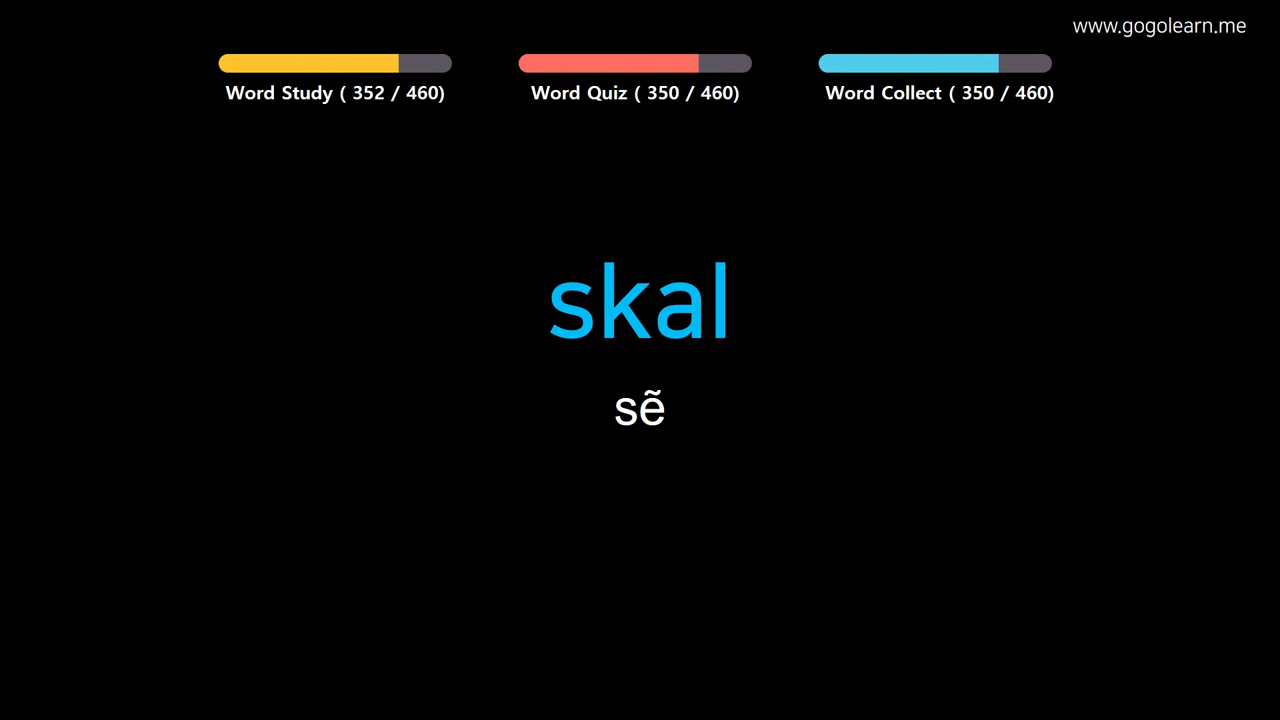 www.gogolearn.me
Word Study ( 352 / 460)
Word Quiz ( 350 / 460)
Word Collect ( 350 / 460)
skal
sẽ